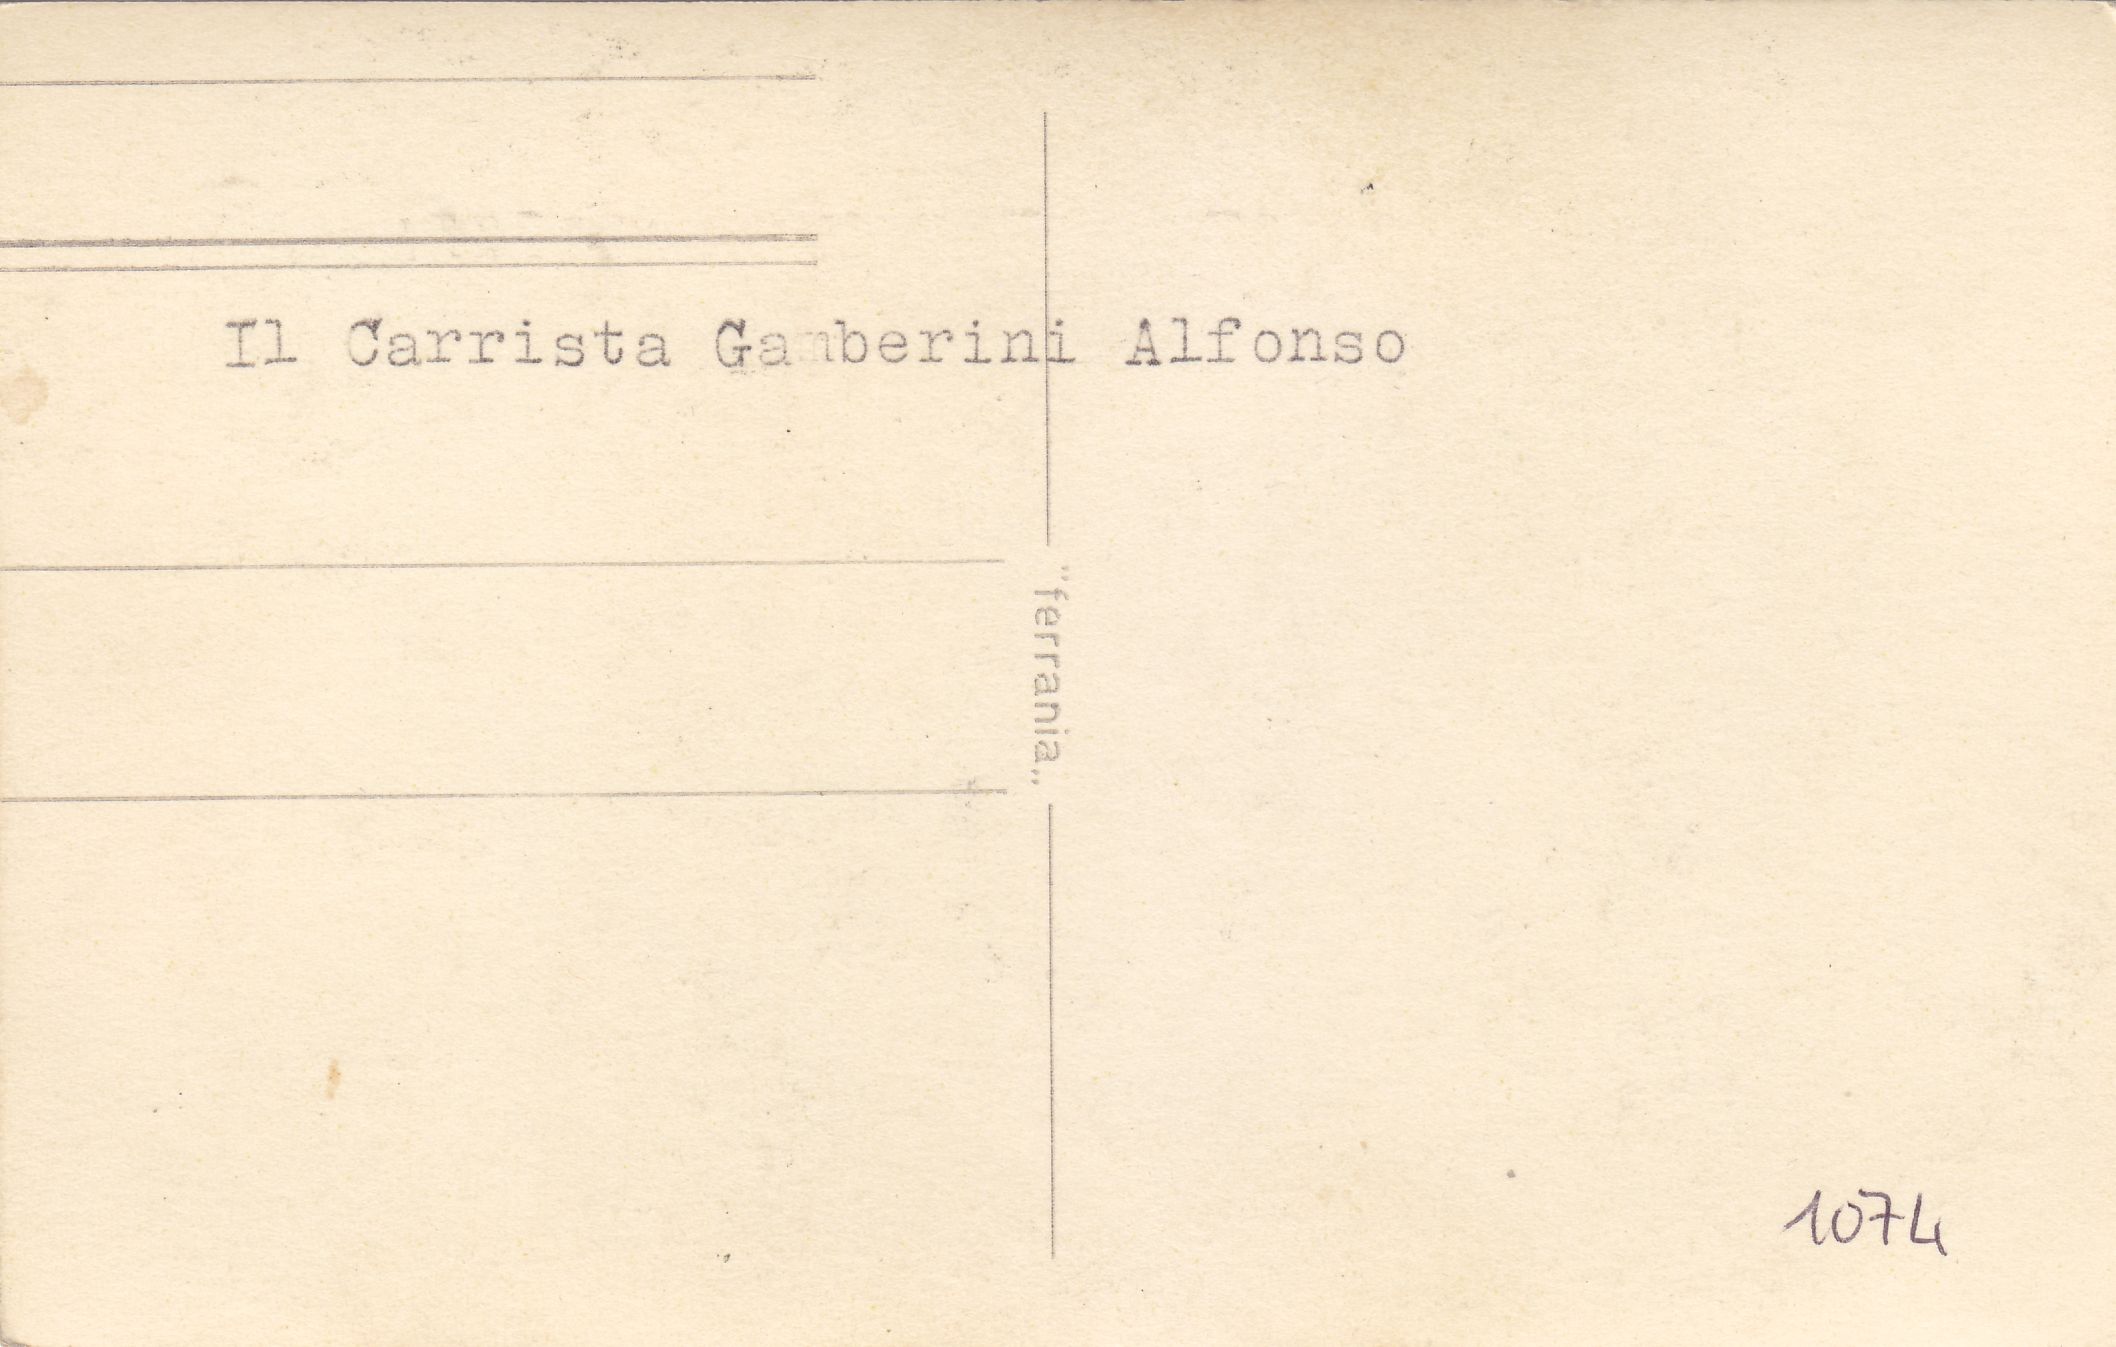 Il Carrista Gamberini Alfonso
"ferrania„
1074